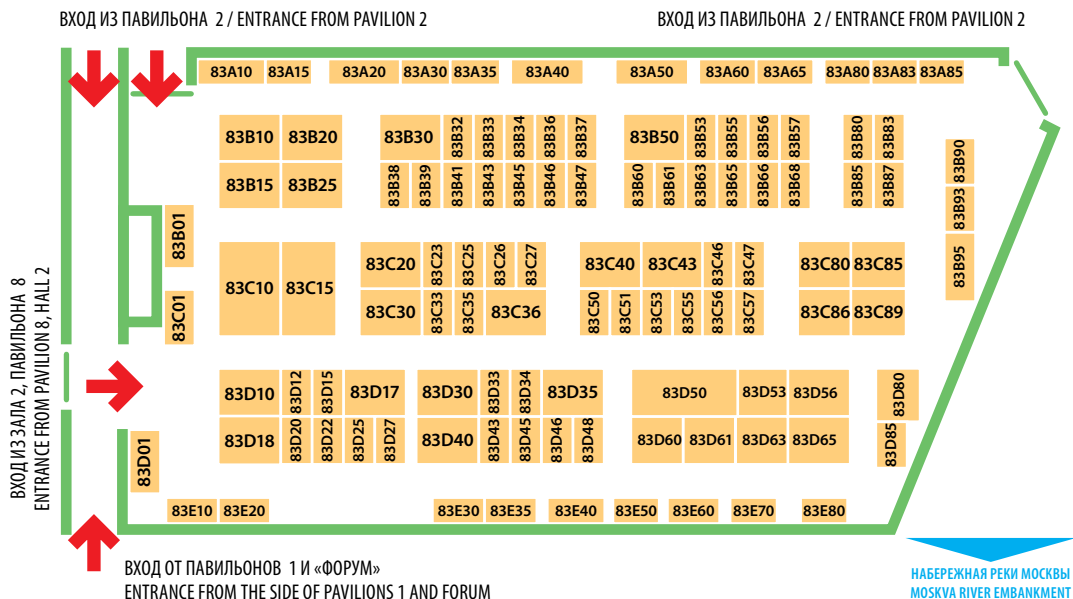 ВХОД ИЗ ПАВИЛЬОНА 2 / ENTRANCE FROM PAVILION 2
ВХОД ИЗ ПАВИЛЬОНА 2 / ENTRANCE FROM PAVILION 2
83A10 83A15 83A20 83A30 83A35 83A40 83A50 83A60 83A65 83A80 83A83 83A85
83B10 83B20 83B30 83B32 83B33 83B34 83B36 83B37 83B50 83B53 83B55 83B56 83B57 83B80 83B83 83B90
83B15 83B25 83B38 83B39 83B41 83B43 83B45 83B46 83B47 83B60 83B61 83B63 83B65 83B66 83B68 83B85 83B87 83B93
83B01
83B95
83C10 83C15 83C20 83C23 83C25 83C26 83C27 83C40 83C43 83C46 83C47 83C80 83C85
83C01
83C30 83C33 83C35 83C36 83C50 83C51 83C53 83C55 83C56 83C57 83C86 83C89
ВХОД ИЗ ЗАЛА 2, ПАВИЛЬОНА 8
ENTRANCE FROM PAVILION 8, HALL 2
83D10 83D12 83D15 83D17 83D30 83D33 83D34 83D35 83D50 83D53 83D56 83D80
83D18 83D20 83D22 83D25 83D27 83D40 83D43 83D45 83D46 83D48 83D60 83D61 83D63 83D65 83D85
83D01
83E10 83E20 83E30 83E35 83E40 83E50 83E60 83E70 83E80
ВХОД ОТ ПАВИЛЬОНОВ 1 И «ФОРУМ»
ENTRANCE FROM THE SIDE OF PAVILIONS 1 AND FORUM
НАБЕРЕЖНАЯ РЕКИ МОСКВЫ
MOSKVA RIVER EMBANKMENT